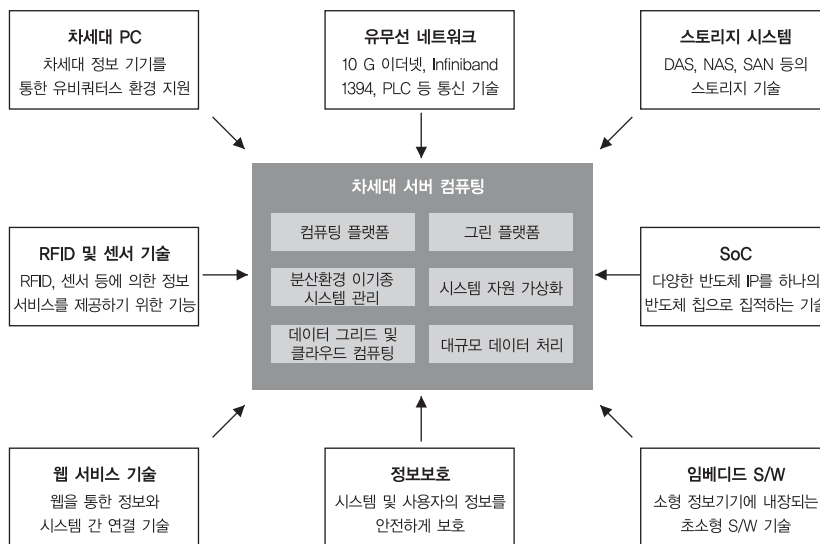 차세대 PC
차세대 정보 기기를
통한 유비쿼터스 환경 지원
유무선 네트워크
10 G 이더넷, Infiniband
1394, PLC 등 통신 기술
스토리지 시스템
DAS, NAS, SAN 등의
스토리지 기술
차세대 서버 컴퓨팅
컴퓨팅 플랫폼
그린 플랫폼
분산환경 이기종
시스템 관리
시스템 자원 가상화
데이터 그리드 및
클라우드 컴퓨팅
대규모 데이터 처리
RFID 및 센서 기술
RFID, 센서 등에 의한 정보
서비스를 제공하기 위한 기능
SoC
다양한 반도체 IP를 하나의
반도체 칩으로 집적하는 기술
웹 서비스 기술
웹을 통한 정보와
시스템 간 연결 기술
정보보호
시스템 및 사용자의 정보를
안전하게 보호
임베디드 S/W
소형 정보기기에 내장되는
초소형 S/W 기술